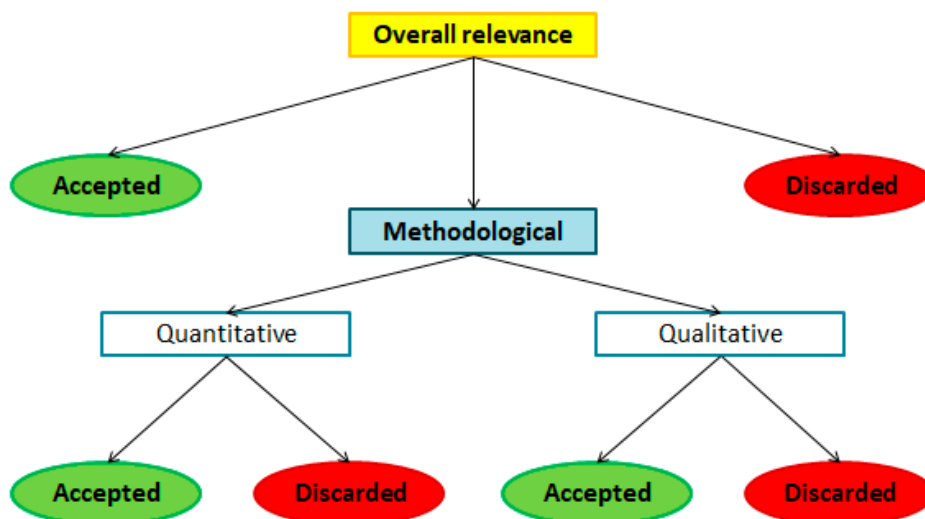 Overall relevance
Accepted
Discarded
Methodological
Quantitative
Qualitative
Accepted
Discarded
Accepted
Discarded